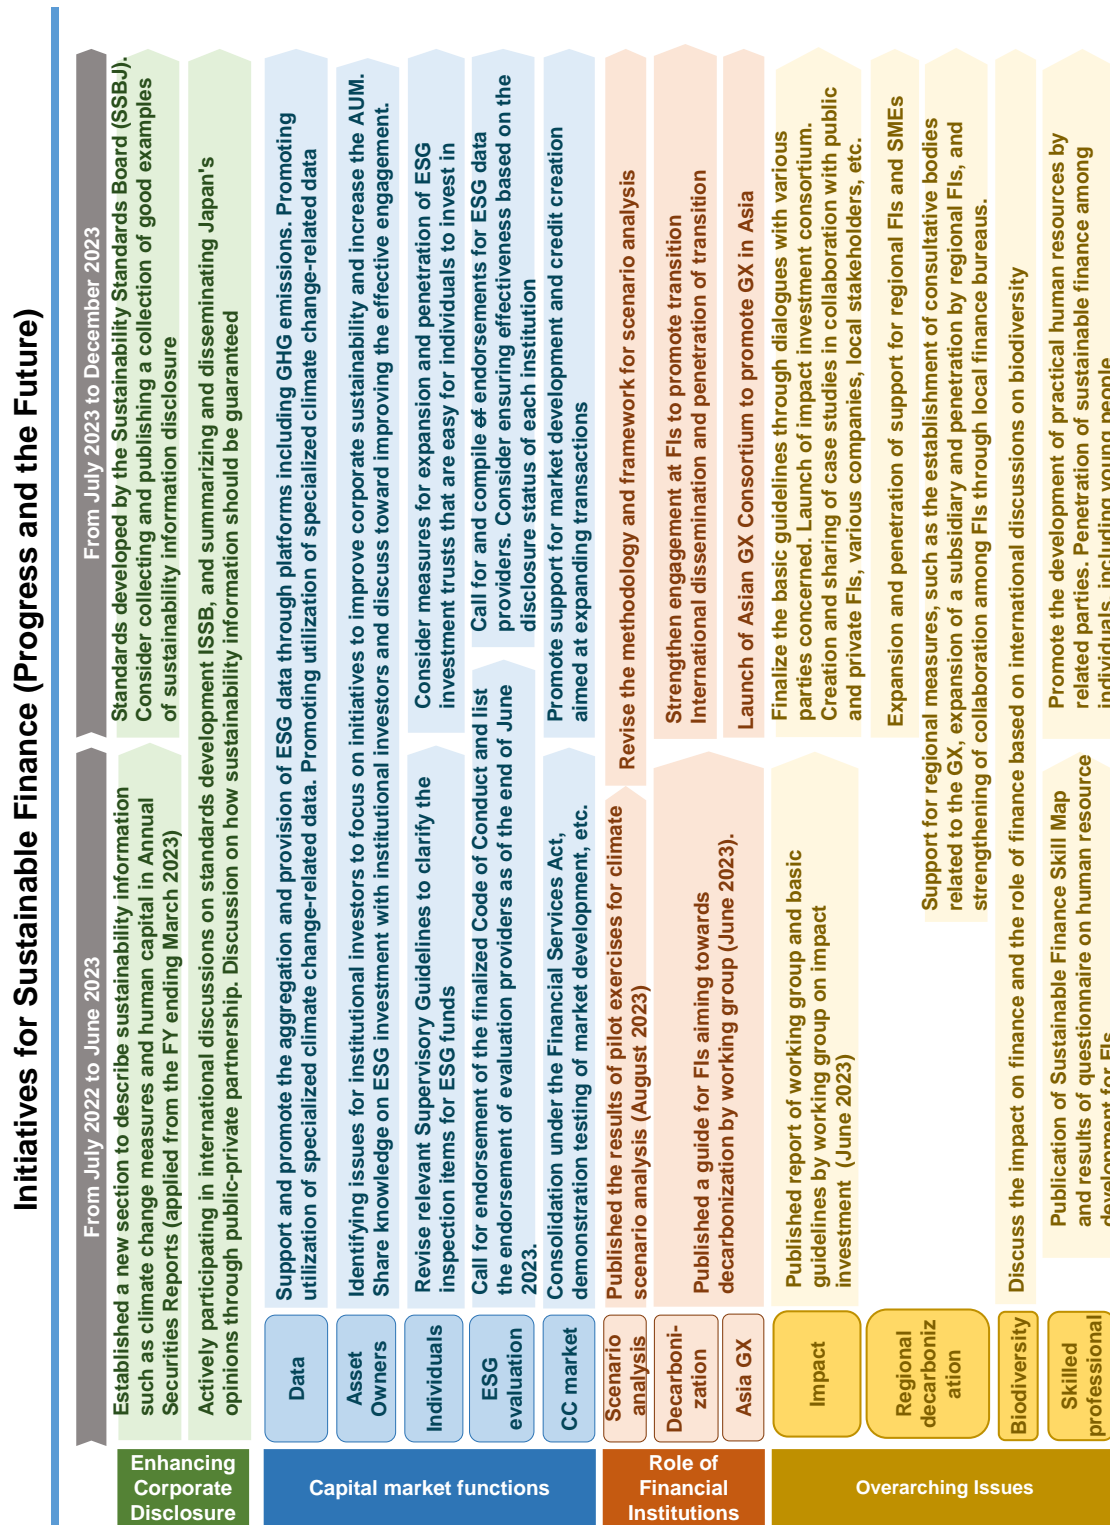 Initiatives for Sustainable Finance (Progress and the Future)
From July 2022 to June 2023
From July 2023 to December 2023
Enhancing
Corporate
Disclosure
Established a new section to describe sustainability information
such as climate change measures and human capital in Annual
Securities Reports (applied from the FY ending March 2023)
Standards developed by the Sustainability Standards Board (SSBJ).
Consider collecting and publishing a collection of good examples
of sustainability information disclosure
Actively participating in international discussions on standards development ISSB, and summarizing and disseminating Japan's
opinions through public-private partnership. Discussion on how sustainability information should be guaranteed
Capital market functions
Data
Support and promote the aggregation and provision of ESG data through platforms including GHG emissions. Promoting
utilization of specialized climate change-related data. Promoting utilization of specialized climate change-related data
Asset
Owners
Identifying issues for institutional investors to focus on initiatives to improve corporate sustainability and increase the AUM.
Share knowledge on ESG investment with institutional investors and discuss toward improving the effective engagement.
Individuals
Revise relevant Supervisory Guidelines to clarify the
inspection items for ESG funds
Consider measures for expansion and penetration of ESG
investment trusts that are easy for individuals to invest in
ESG
evaluation
Call for endorsement of the finalized Code of Conduct and list
the endorsement of evaluation providers as of the end of June
2023.
Call for and compile of endorsements for ESG data
providers. Consider ensuring effectiveness based on the
disclosure status of each institution
CC market
Consolidation under the Financial Services Act,
demonstration testing of market development, etc.
Promote support for market development and credit creation
aimed at expanding transactions
Role of
Financial
Institutions
Scenario
analysis
Published the results of pilot exercises for climate
scenario analysis (August 2023)
Revise the methodology and framework for scenario analysis
Decarboni-
zation
Published a guide for FIs aiming towards
decarbonization by working group (June 2023).
Strengthen engagement at FIs to promote transition
International dissemination and penetration of transition
Asia GX
Launch of Asian GX Consortium to promote GX in Asia
Overarching Issues
Impact
Published report of working group and basic
guidelines by working group on impact
investment (June 2023)
Finalize the basic guidelines through dialogues with various
parties concerned. Launch of impact investment consortium.
Creation and sharing of case studies in collaboration with public
and private FIs, various companies, local stakeholders, etc.
Regional
decarboniz
ation
Expansion and penetration of support for regional FIs and SMEs
Support for regional measures, such as the establishment of consultative bodies
related to the GX, expansion of a subsidiary and penetration by regional FIs, and
strengthening of collaboration among FIs through local finance bureaus.
Biodiversity
Discuss the impact on finance and the role of finance based on international discussions on biodiversity
Skilled
professional
Publication of Sustainable Finance Skill Map
and results of questionnaire on human resource
development for FIs
Promote the development of practical human resources by
related parties. Penetration of sustainable finance among
individuals, including young people